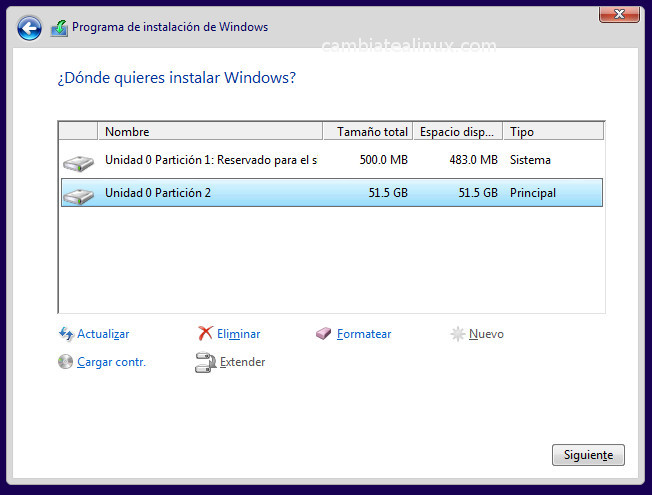 Programa de instalación de Windows
cambiatealinux.com
¿Dónde quieres instalar Windows?
Nombre Tamaño total Espacio disp... Tipo
Unidad 0 Partición 1: Reservado para el s 500.0 MB 483.0 MB Sistema
Unidad 0 Partición 2 51.5 GB 51.5 GB Principal
Actualizar Eliminar Formatear Nuevo
Cargar contr. Extender
Siguiente